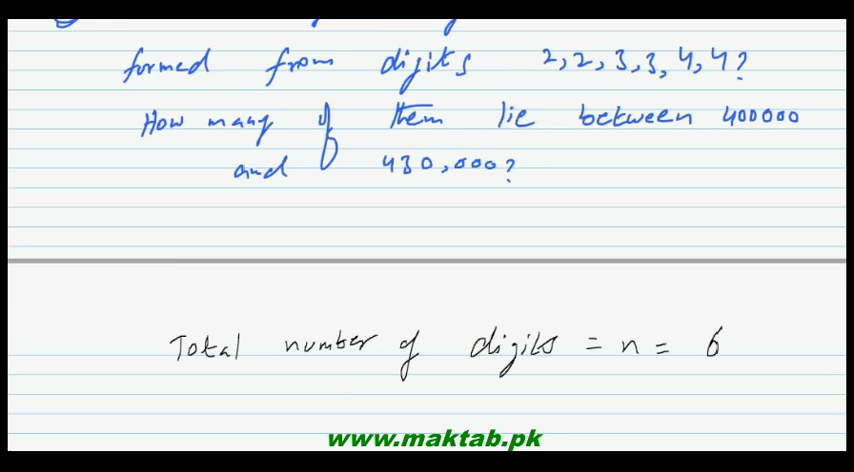 formed from digits 2,2,3,3,4,4?
How many of them lie between 400000
and 430,000?
Total number of digits = n = 6
www.maktab.pk